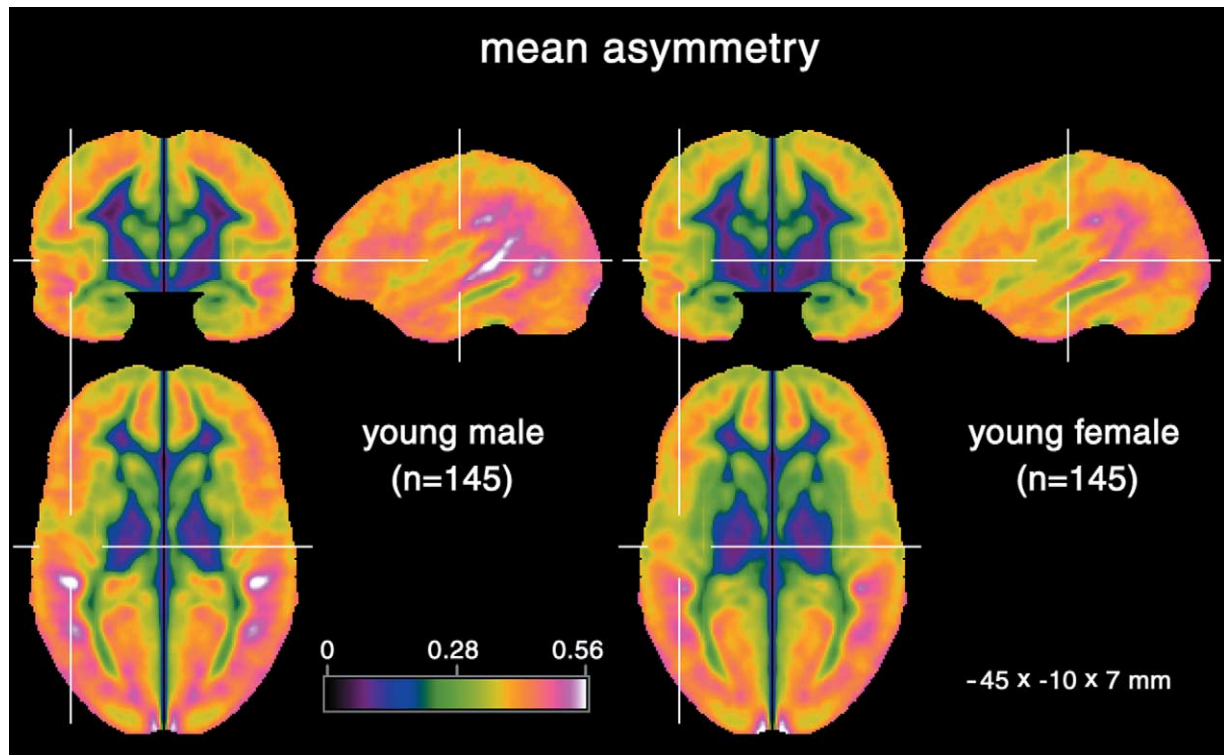 mean asymmetry
young male
(n=145)
young female
(n=145)
0 0.28 0.56
-45 x -10 x 7 mm